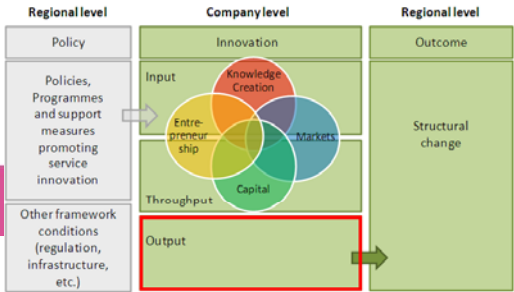 Regional level
Company level
Regional level
Policy
Innovation
Outcome
Policies,
Programmes
and support
measures
promoting
service
innovation
Other framework
conditions
(regulation,
infrastructure,
etc.)
Input
Knowledge
Creation
Entre-
preneur
ship
Markets
Capital
Throughput
Output
Structural
change